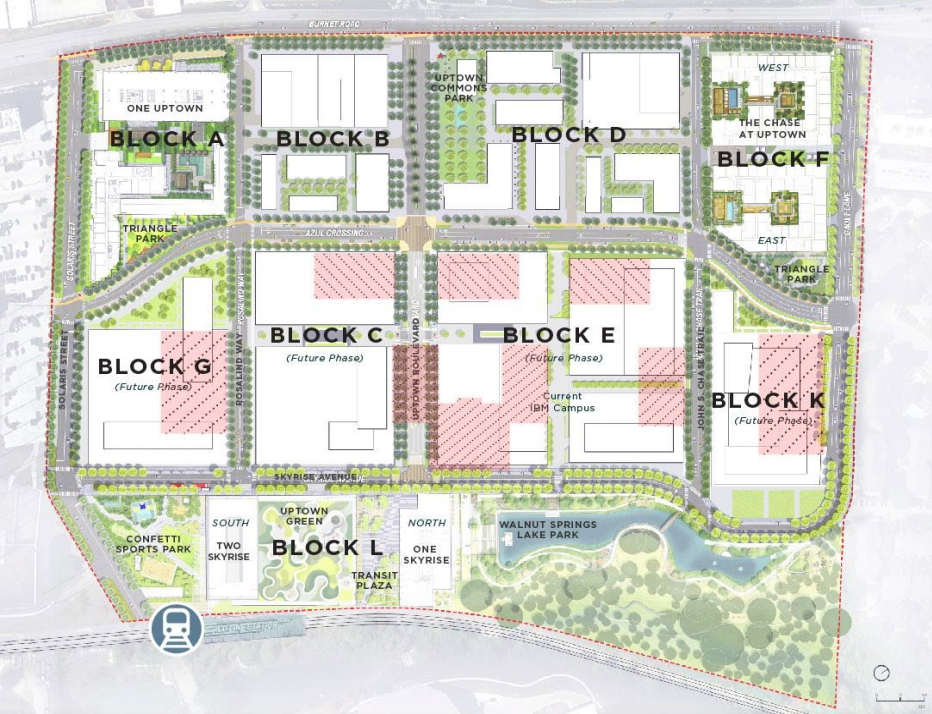 BURNET ROAD
ONE UPTOWN
BLOCK A
TRIANGLE
PARK
BLOCK B
UPTOWN
COMMONS
PARK
BLOCK D
WEST
THE CHASE
AT UPTOWN
BLOCK F
EAST
TRIANGLE
PARK
SOLARIS STREET
AZUL CROSSING
ROSALIND WAY
BLOCK G
(Future Phase)
SOLARIS STREET
ROSALIND WAY
BLOCK C
(Future Phase)
UPTOWN BOULEVARD
BLOCK E
(Future Phase)
Current
IBM Campus
JOHN S. CHASE TRAIL
BLOCK K
(Future Phase)
SKYRISE AVENUE
CONFETTI
SPORTS PARK
SOUTH
TWO
SKYRISE
UPTOWN
GREEN
BLOCK L
TRANSIT
PLAZA
NORTH
ONE
SKYRISE
WALNUT SPRINGS
LAKE PARK
STATION